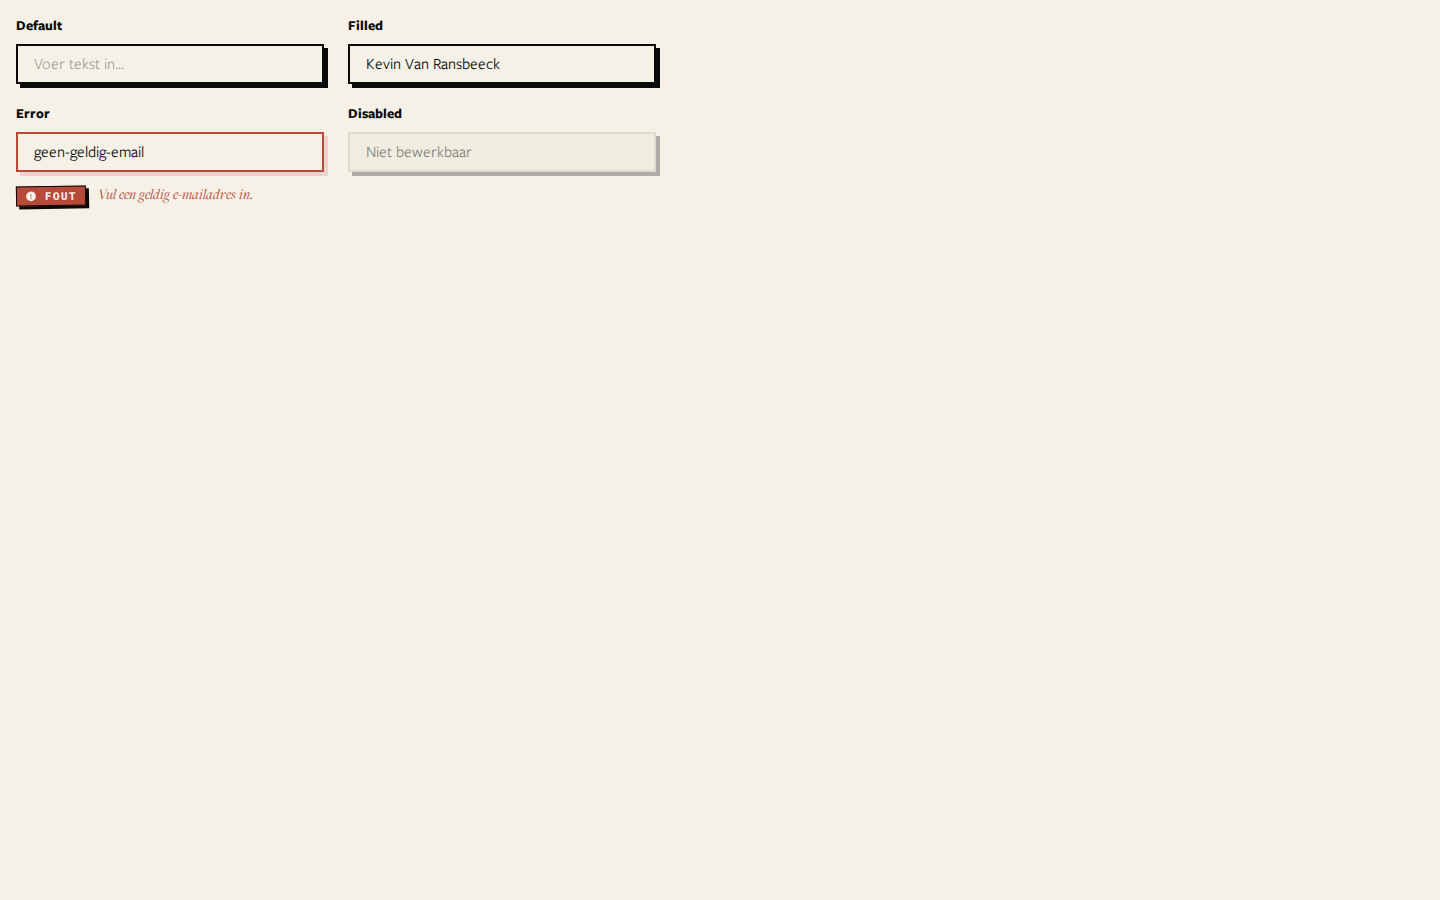 Default
Filled
Voer tekst in...
Kevin Van Ransbeeck
Error
Disabled
geen-geldig-email
Niet bewerkbaar
FOUT Vul een geldig e-mailadres in.